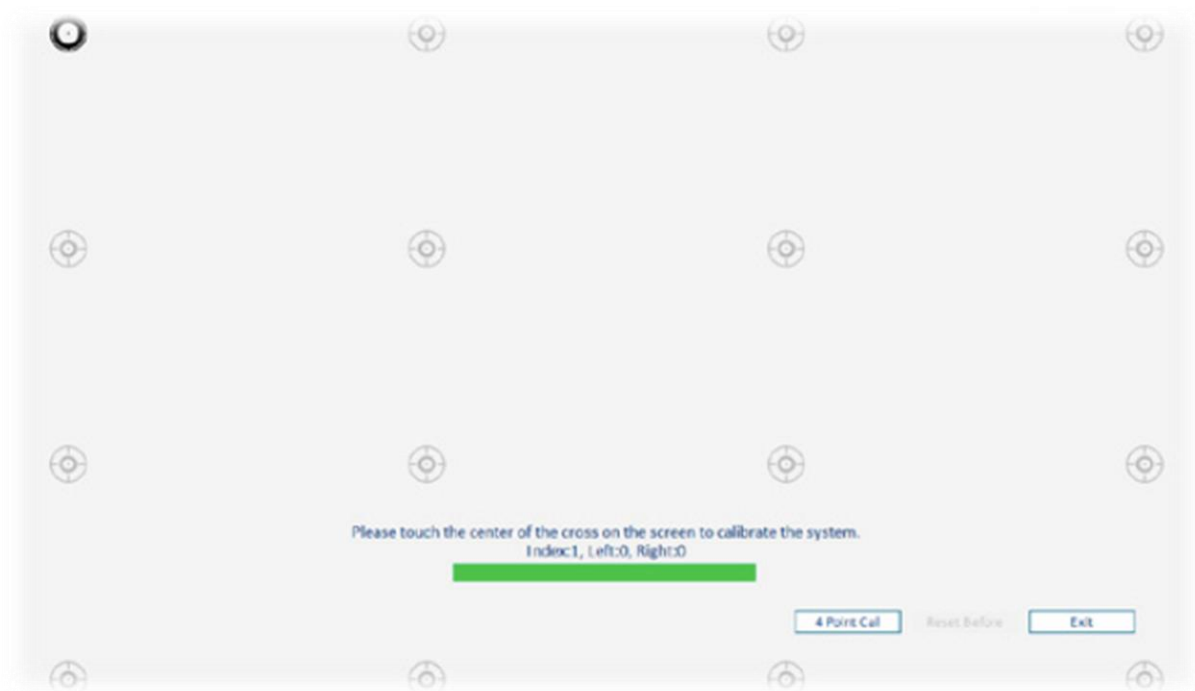 Please touch the center of the cross on the screen to calibrate the system.
Index:1, Left:0, Right:0
4 Point Cal
Reset Before
Exit